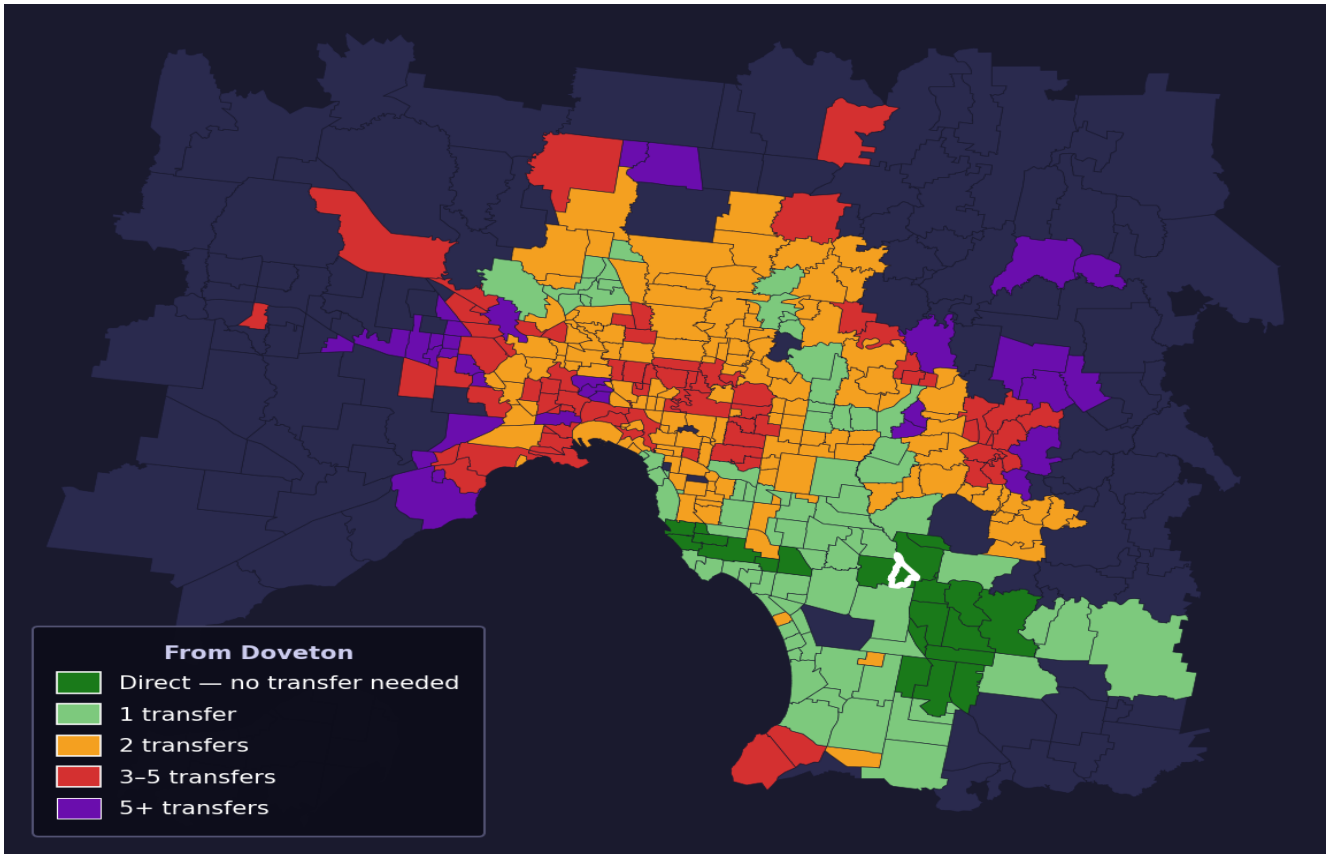 From Doveton
Direct — no transfer needed
1 transfer
2 transfers
3–5 transfers
5+ transfers